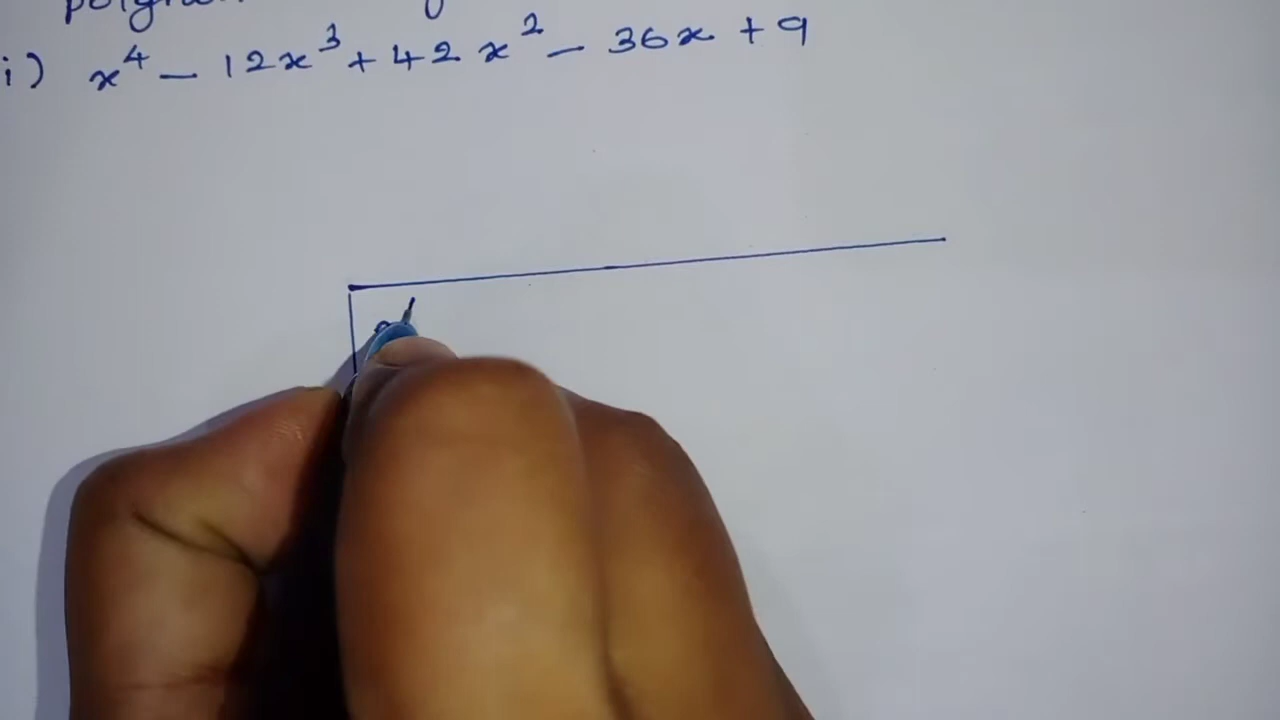 i) x⁴ - 12x³ + 42x² - 36x + 9